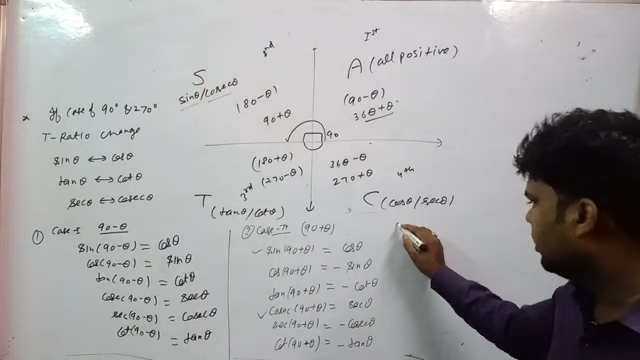 Ist
A (all positive)
(90-θ)
360+θ
2nd
S
sinθ/cosecθ
(180-θ)
90+θ
90
(180+θ)
(270-θ)
3rd
T
(tanθ/cotθ)
360-θ
270+θ
4th
C (cosθ/secθ)
* If case of 90° & 270°
T-Ratio change
sinθ ↔ cosθ
tanθ ↔ cotθ
secθ ↔ cosecθ
① Case-I 90-θ
sin(90-θ) = cosθ
cos(90-θ) = sinθ
tan(90-θ) = cotθ
cosec(90-θ) = secθ
sec(90-θ) = cosecθ
cot(90-θ) = tanθ
② Case-II (90+θ)
✓ sin(90+θ) = cosθ
cos(90+θ) = - sinθ
tan(90+θ) = - cotθ
✓ cosec(90+θ) = secθ
sec(90+θ) = - cosecθ
cot(90+θ) = - tanθ